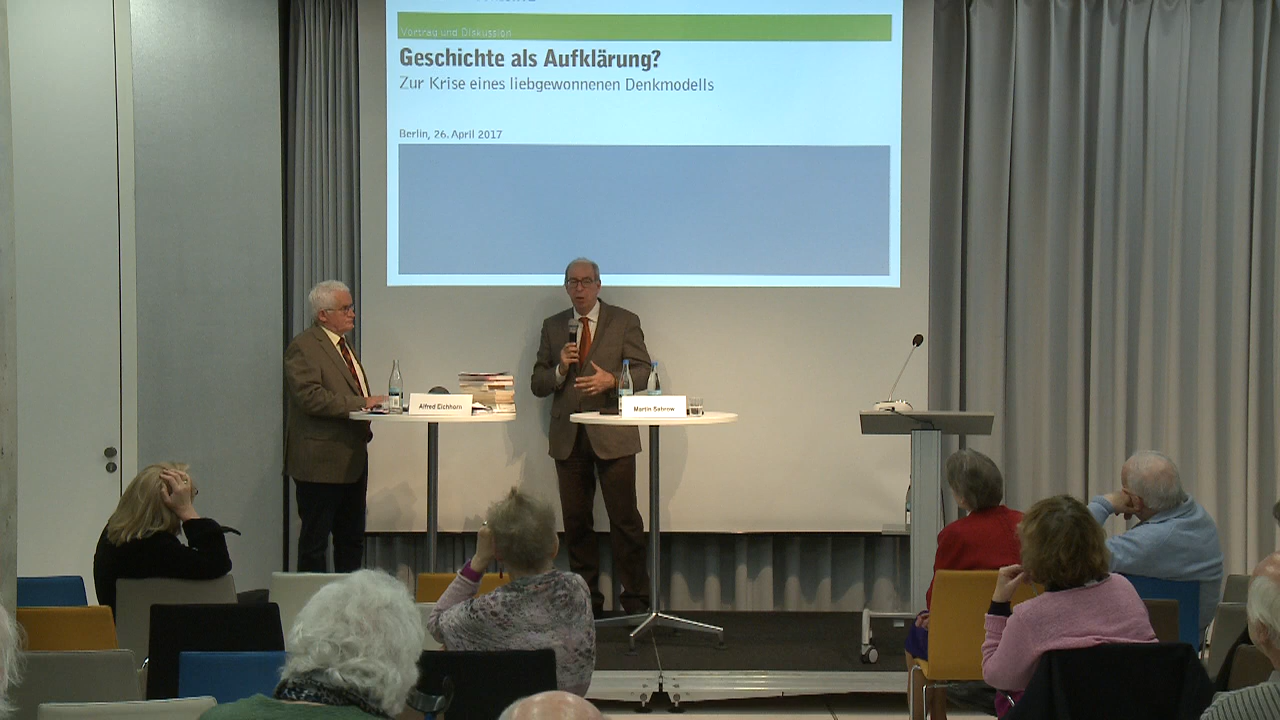 Vortrag und Diskussion
Geschichte als Aufklärung?
Zur Krise eines liebgewonnenen Denkmodells
Berlin, 26. April 2017
Alfred Eichhorn
Martin Sabrow